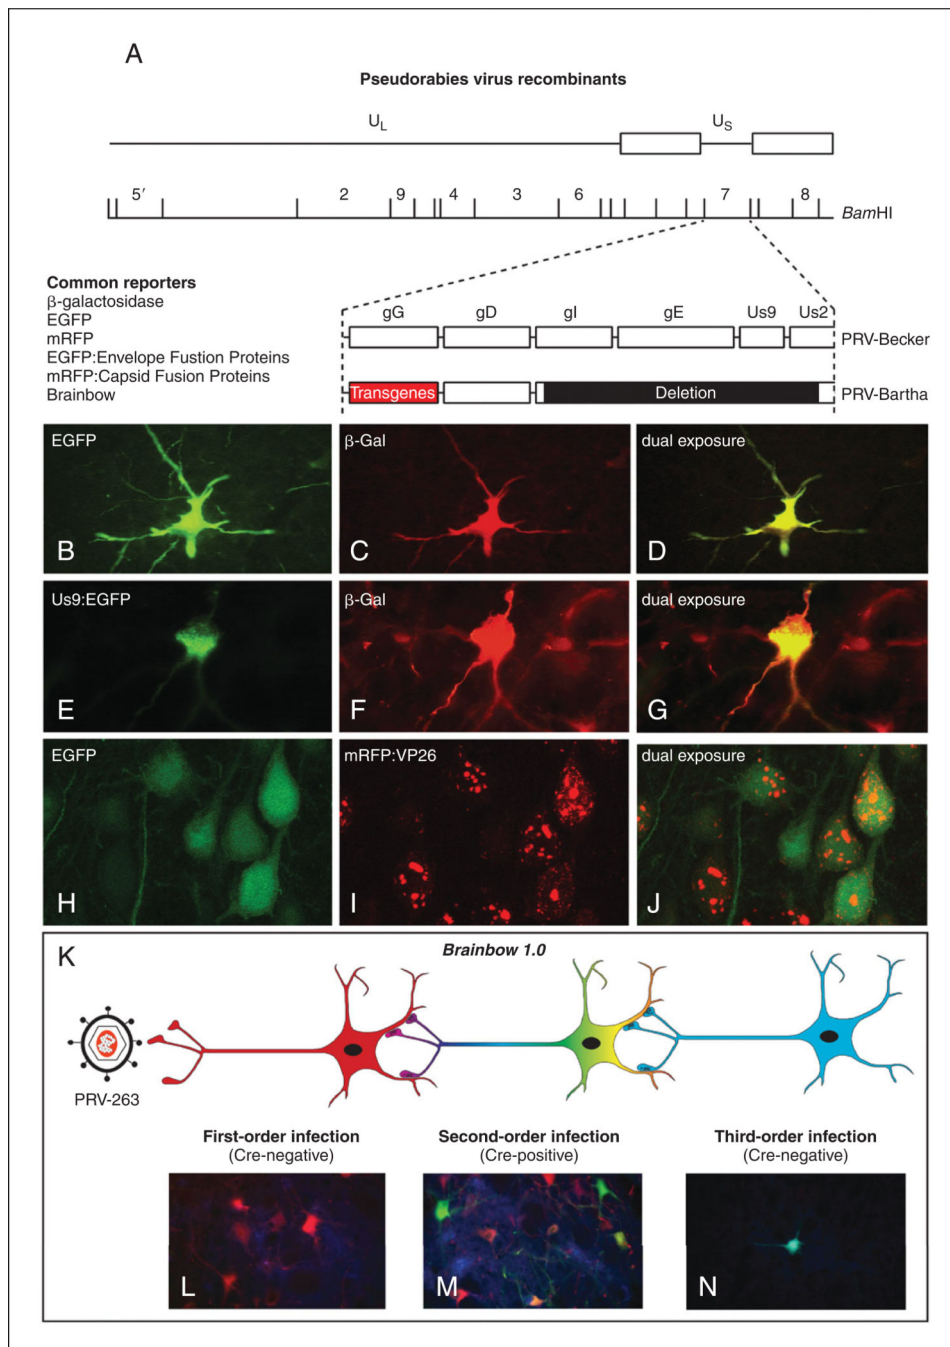 A
Pseudorabies virus recombinants
UL US
5′ 2 9 4 3 6 7 8 BamHI
Common reporters
β-galactosidase
EGFP
mRFP
EGFP:Envelope Fusion Proteins
mRFP:Capsid Fusion Proteins
Brainbow
gG gD gI gE Us9 Us2
PRV-Becker
Transgenes Deletion PRV-Bartha
EGFP β-Gal dual exposure
B C D
Us9:EGFP β-Gal dual exposure
E F G
EGFP mRFP:VP26 dual exposure
H I J
K
Brainbow 1.0
PRV-263
First-order infection Second-order infection Third-order infection
(Cre-negative) (Cre-positive) (Cre-negative)
L M N